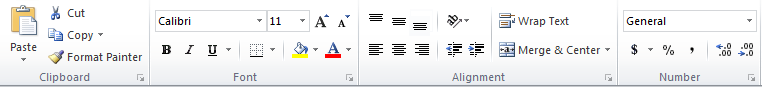 Paste
Cut
Copy
Format Painter
Clipboard
Calibri 11 A A
B I U A
Font
Wrap Text
Merge & Center
Alignment
General
$ % , .0 .00 .00 .0
Number